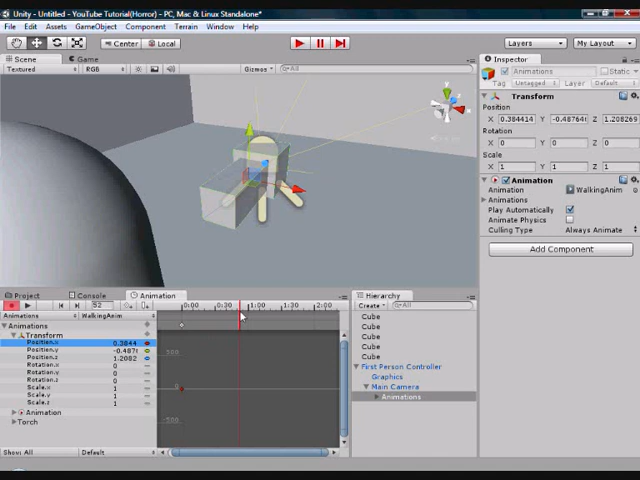 Unity - Untitled - YouTube Tutorial(Horror) - PC, Mac & Linux Standalone*
File Edit Assets GameObject Component Terrain Window Help
Center Local Layers My Layout
Scene Game
Textured RGB Gizmos All
Inspector
Animations Static
Tag Untagged Layer Default
Transform
Position
X 0.384414 Y -0.48764 Z 1.208269
Rotation
X 0 Y 0 Z 0
Scale
X 1 Y 1 Z 1
Animation
Animation WalkingAnim
Animations
Play Automatically
Animate Physics
Culling Type Always Animate
Add Component
Project Console Animation
52 0:00 0:30 1:00 1:30 2:00
Animations WalkingAnim
Animations
Transform
Position.x 0.3844
Position.y -0.487
Position.z 1.2082
Rotation.x 0
Rotation.y 0
Rotation.z 0
Scale.x 1
Scale.y 1
Scale.z 1
Animation
Torch
500
0
-500
Show: All Default
Hierarchy
Create All
Cube
Cube
Cube
Cube
Cube
First Person Controller
Graphics
Main Camera
Animations